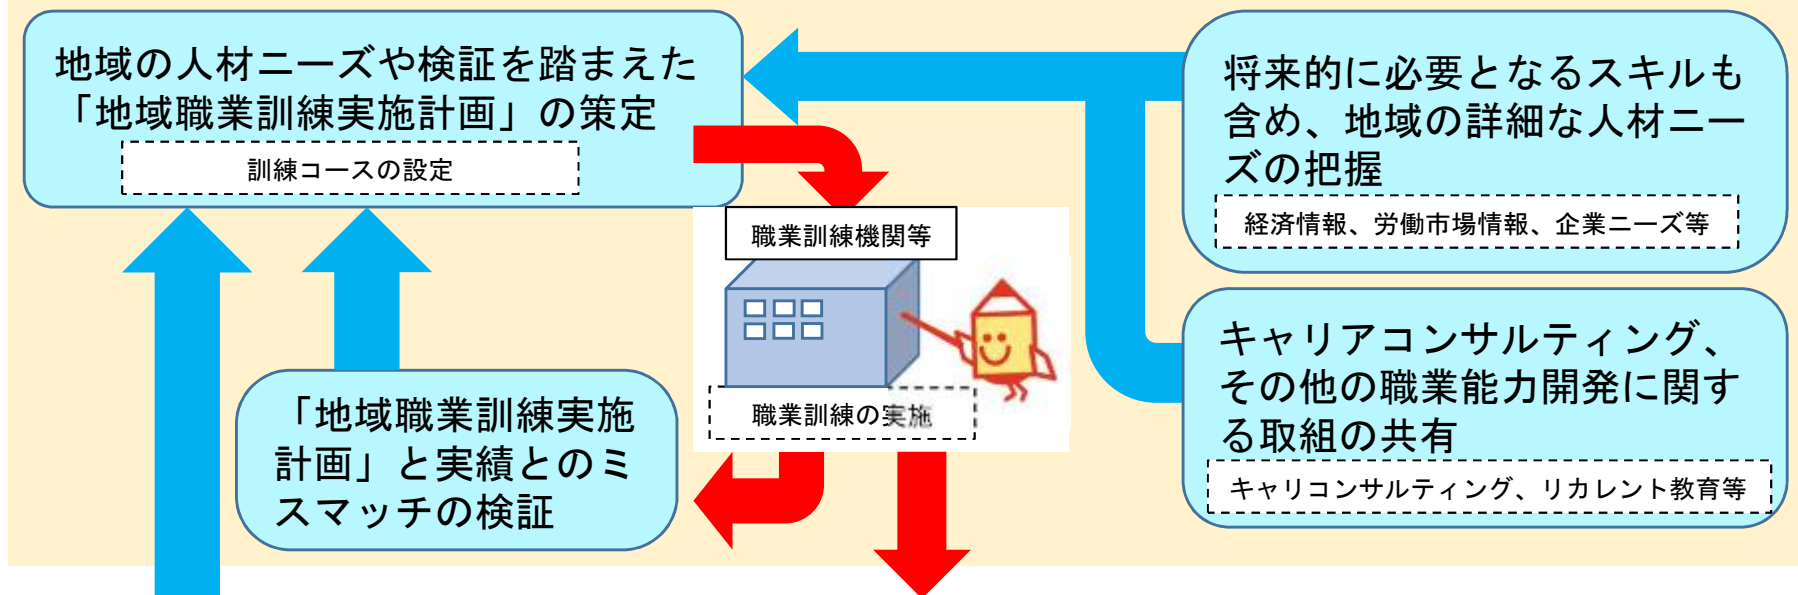 地域の人材ニーズや検証を踏まえた
「地域職業訓練実施計画」の策定
訓練コースの設定
将来的に必要となるスキルも
含め、地域の詳細な人材ニー
ズの把握
経済情報、労働市場情報、企業ニーズ等
職業訓練機関等
職業訓練の実施
「地域職業訓練実施
計画」と実績とのミ
スマッチの検証
キャリアコンサルティング、
その他の職業能力開発に関す
る取組の共有
キャリコンサルティング、リカレント教育等